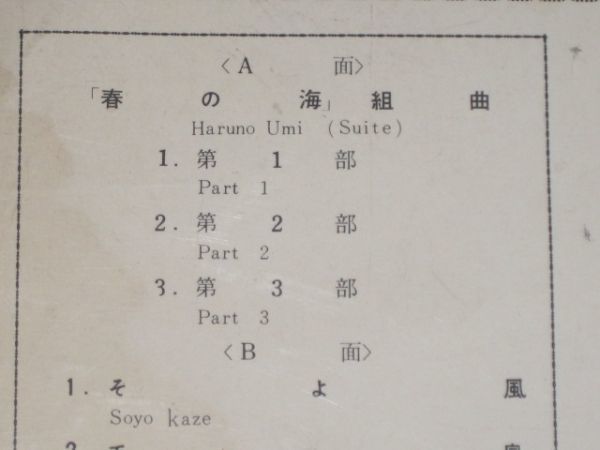 〈A 面〉
「春の海」組曲
Haruno Umi (Suite)
1. 第1部
Part 1
2. 第2部
Part 2
3. 第3部
Part 3
〈B 面〉
1. そよ風
Soyo kaze